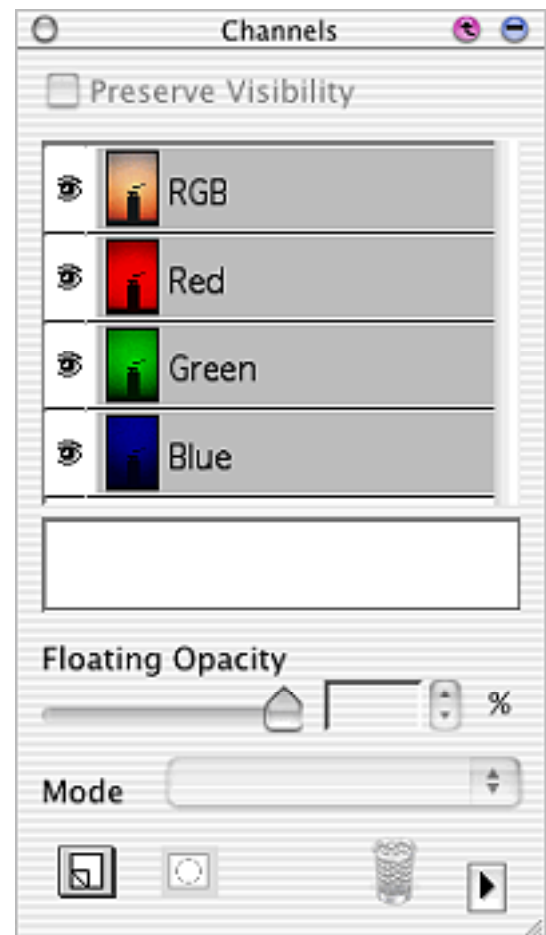 Channels
Preserve Visibility
RGB
Red
Green
Blue
Floating Opacity
%
Mode